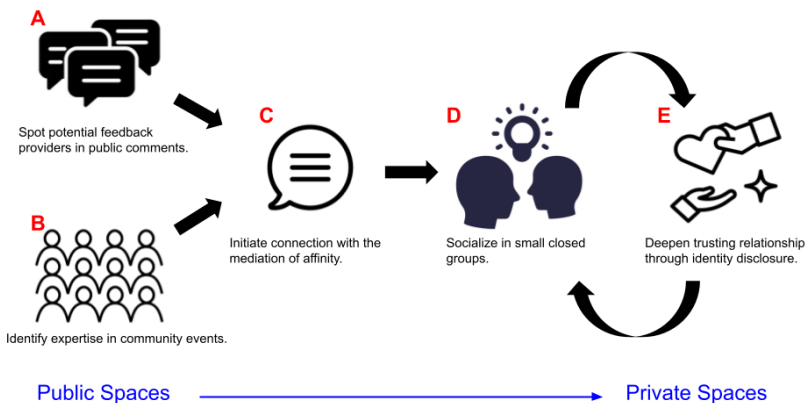 A
Spot potential feedback
providers in public comments.
B
Identify expertise in community events.
C
Initiate connection with the
mediation of affinity.
D
Socialize in small closed
groups.
E
Deepen trusting relationship
through identity disclosure.
Public Spaces
Private Spaces